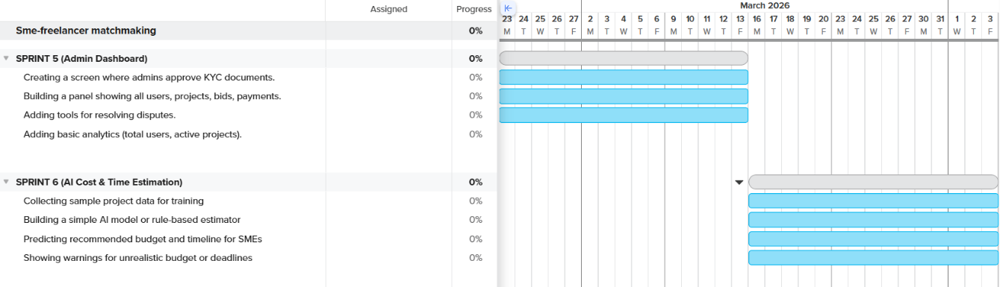 Assigned Progress March 2026
23 24 25 26 27 2 3 4 5 6 9 10 11 12 13 16 17 18 19 20 23 24 25 26 27 30 31 1 2 3
M T W T F M T W T F M T W T F M T W T F M T W T F M T W T F
Sme-freelancer matchmaking 0%
SPRINT 5 (Admin Dashboard) 0%
Creating a screen where admins approve KYC documents. 0%
Building a panel showing all users, projects, bids, payments. 0%
Adding tools for resolving disputes. 0%
Adding basic analytics (total users, active projects). 0%
SPRINT 6 (AI Cost & Time Estimation) 0%
Collecting sample project data for training 0%
Building a simple AI model or rule-based estimator 0%
Predicting recommended budget and timeline for SMEs 0%
Showing warnings for unrealistic budget or deadlines 0%